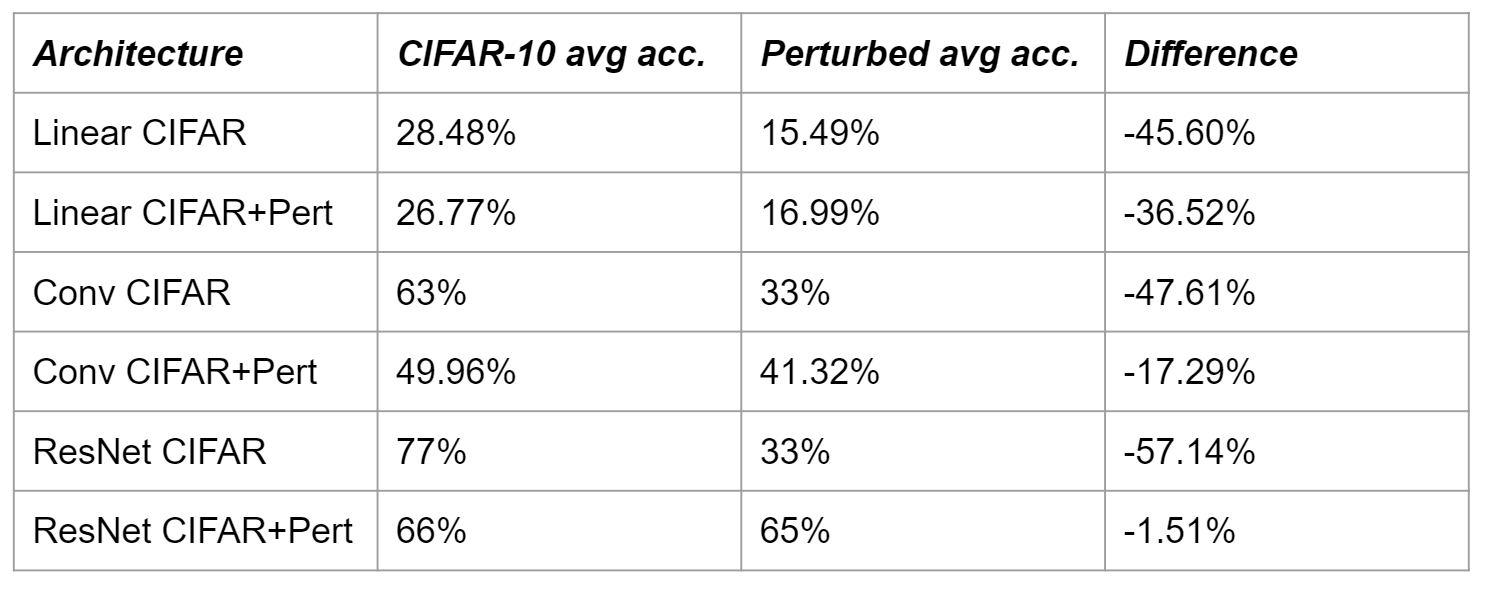 Architecture CIFAR-10 avg acc. Perturbed avg acc. Difference
Linear CIFAR 28.48% 15.49% -45.60%
Linear CIFAR+Pert 26.77% 16.99% -36.52%
Conv CIFAR 63% 33% -47.61%
Conv CIFAR+Pert 49.96% 41.32% -17.29%
ResNet CIFAR 77% 33% -57.14%
ResNet CIFAR+Pert 66% 65% -1.51%